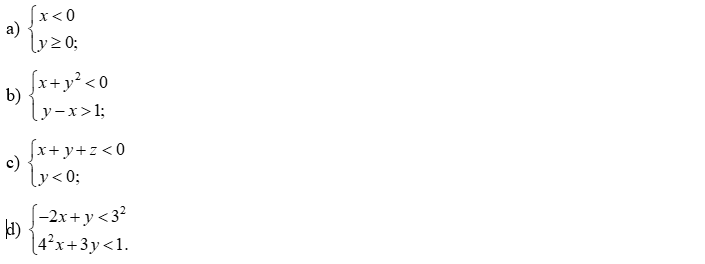 a) { x < 0
y ≥ 0;
b) { x + y² < 0
y − x > 1;
c) { x + y + z < 0
y < 0;
d) { −2x + y < 3²
4²x + 3y < 1.